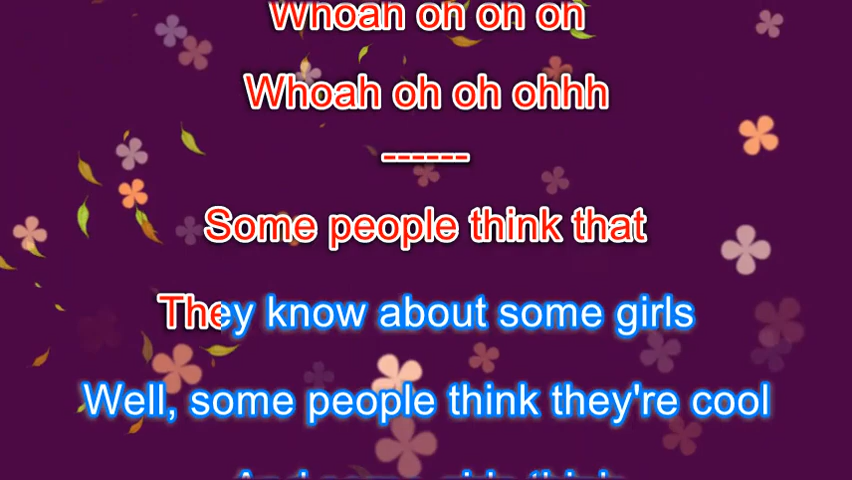 Whoah oh oh oh
Whoah oh oh ohhh
------
Some people think that
They know about some girls
Well, some people think they're cool